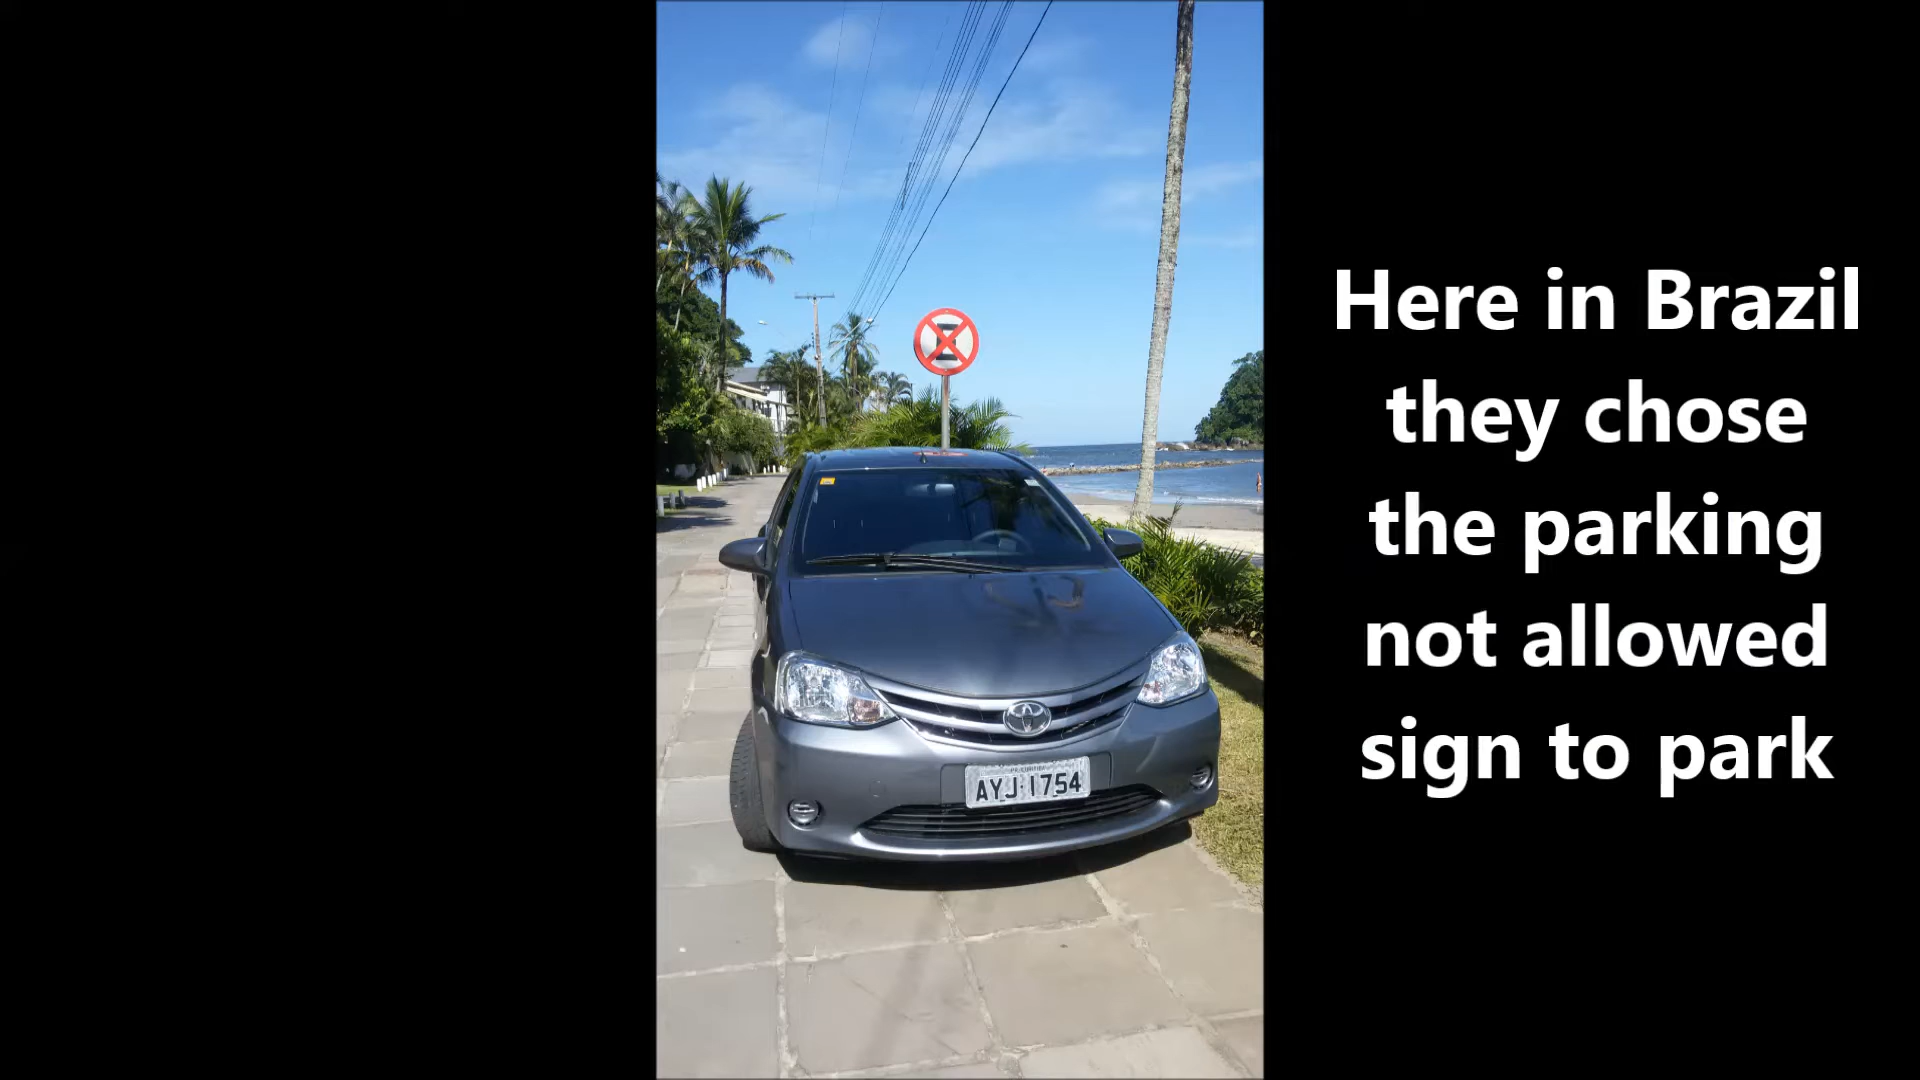 Here in Brazil
they chose
the parking
not allowed
sign to park
AYJ 1754